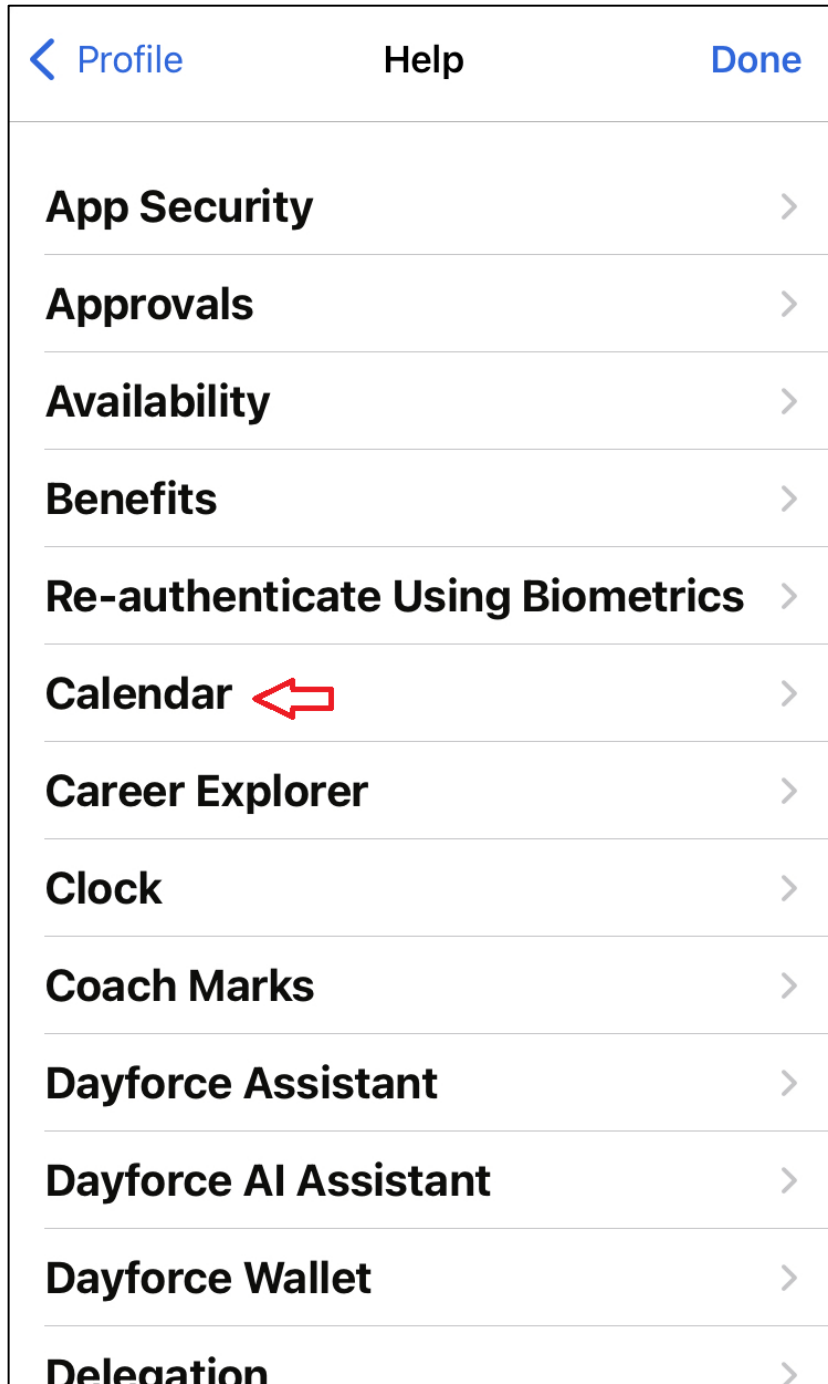 Profile Help Done
App Security
Approvals
Availability
Benefits
Re-authenticate Using Biometrics
Calendar
Career Explorer
Clock
Coach Marks
Dayforce Assistant
Dayforce AI Assistant
Dayforce Wallet
Delegation